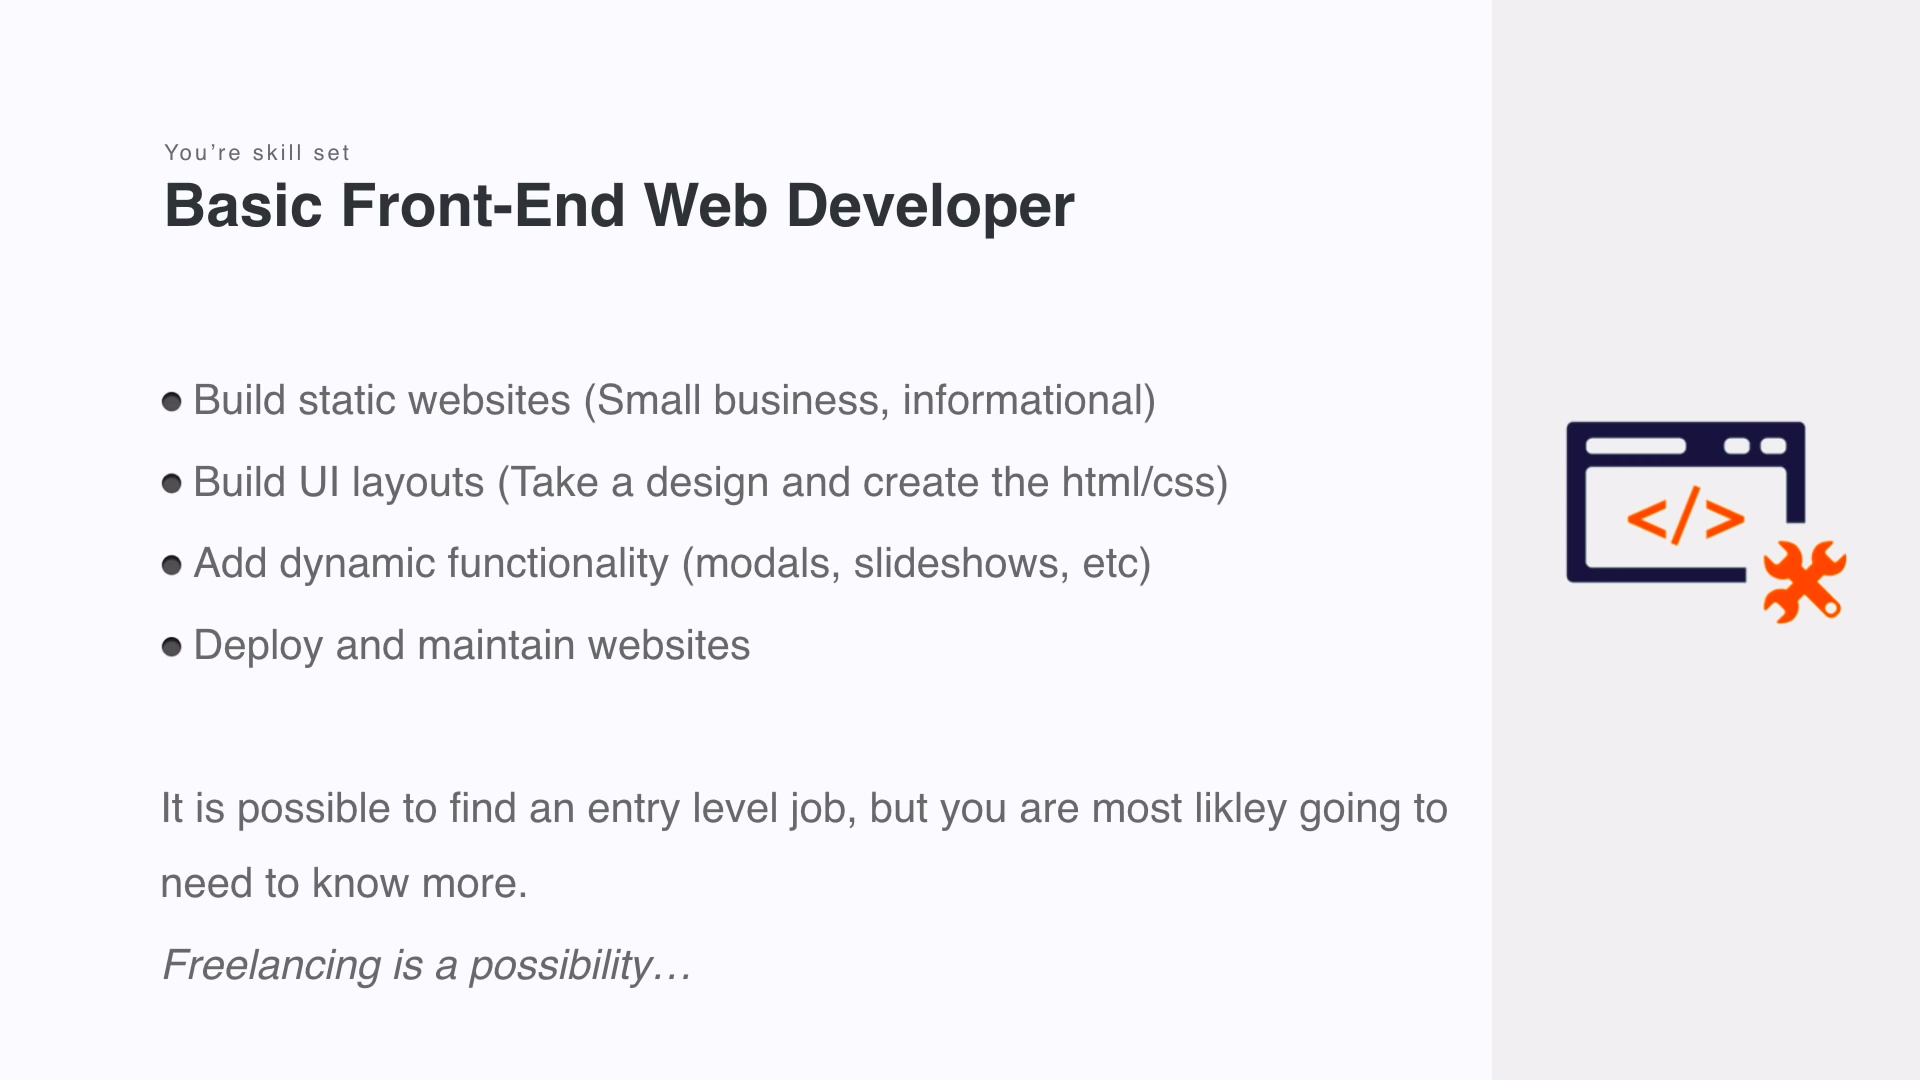 You’re skill set
Basic Front-End Web Developer
• Build static websites (Small business, informational)
• Build UI layouts (Take a design and create the html/css)
• Add dynamic functionality (modals, slideshows, etc)
• Deploy and maintain websites
</>
It is possible to find an entry level job, but you are most likley going to
need to know more.
Freelancing is a possibility…